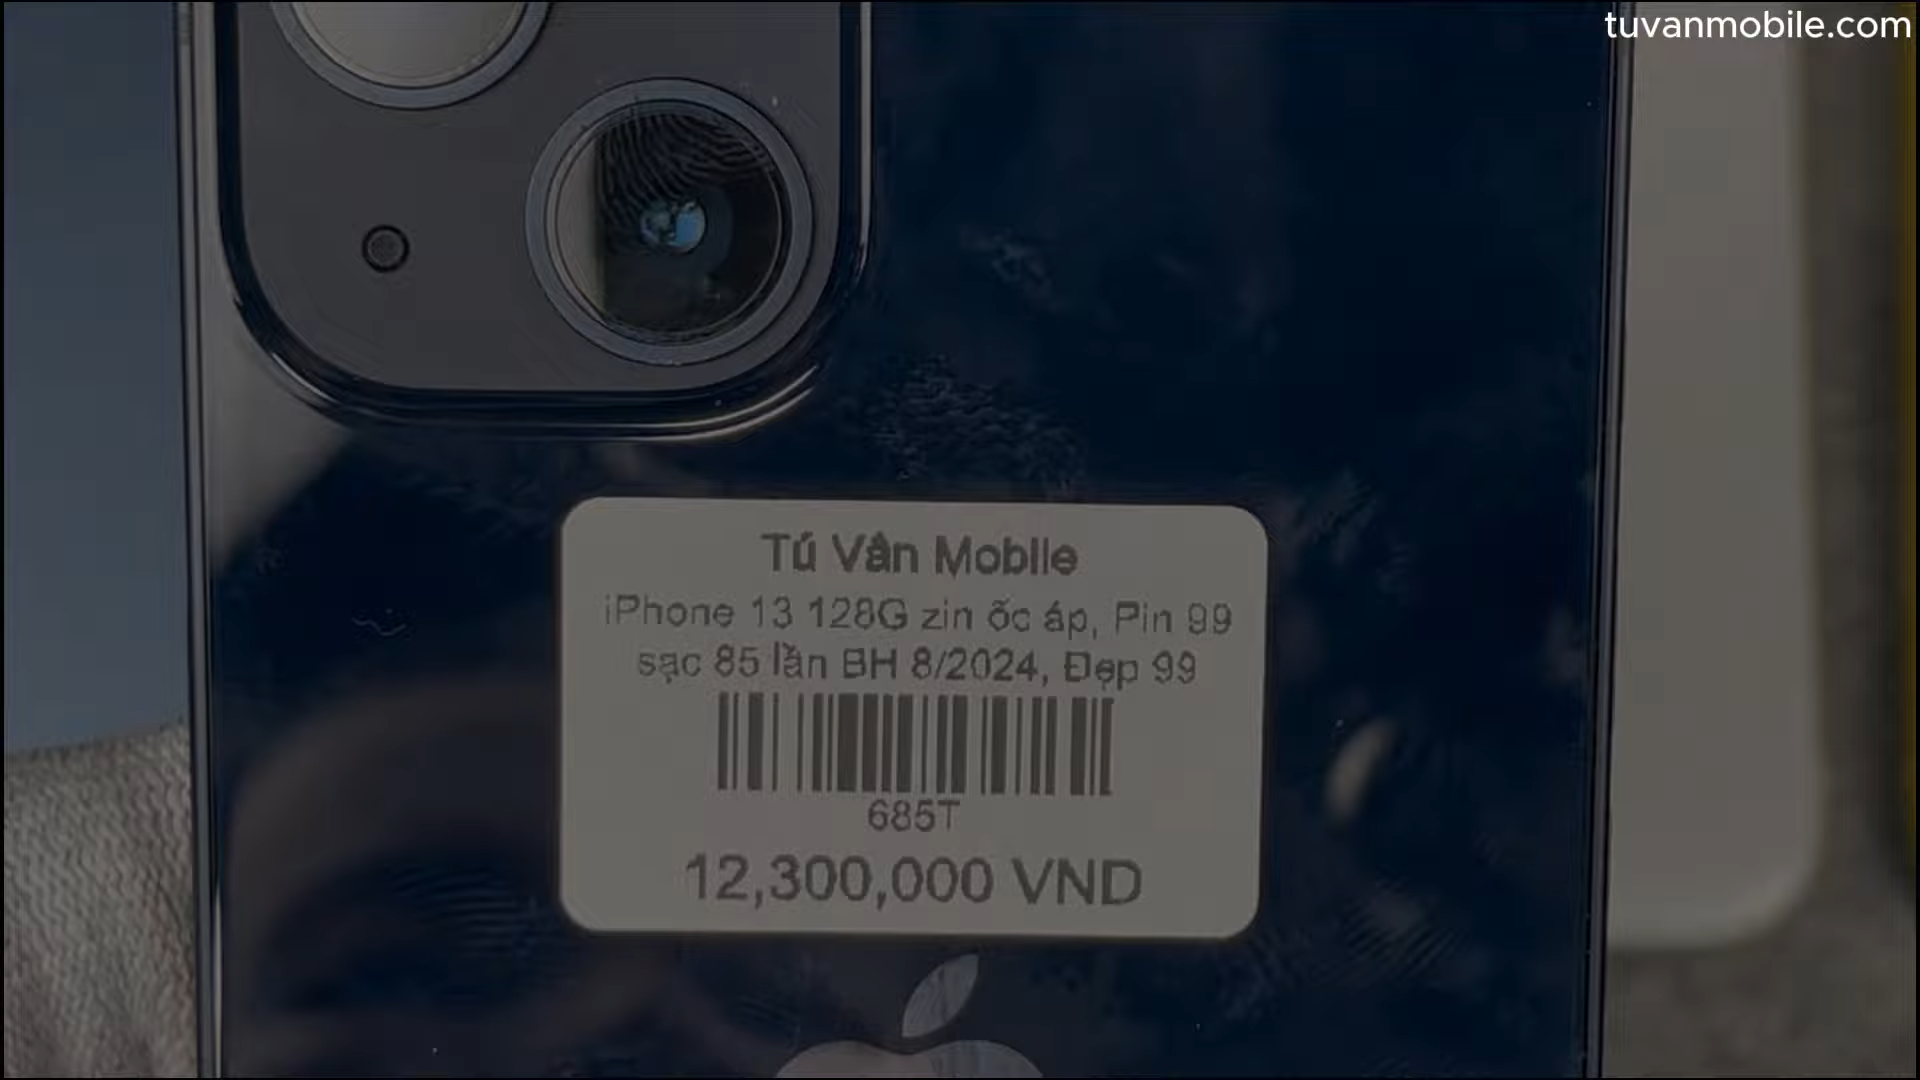 tuvanmobile.com
Tú Vân Mobile
iPhone 13 128G zin ốc áp, Pin 99
sạc 85 lần BH 8/2024, Đẹp 99
685T
12,300,000 VND